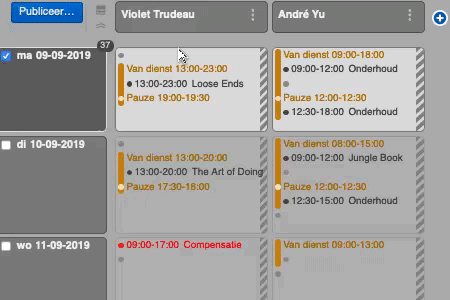 Publiceer…
Violet Trudeau
André Yu
37
ma 09-09-2019
Van dienst 13:00-23:00
13:00-23:00 Loose Ends
Pauze 19:00-19:30
Van dienst 09:00-18:00
09:00-12:00 Onderhoud
Pauze 12:00-12:30
12:30-18:00 Onderhoud
di 10-09-2019
Van dienst 13:00-20:00
13:00-20:00 The Art of Doing
Pauze 17:30-18:00
Van dienst 08:00-15:00
09:00-12:00 Jungle Book
Pauze 12:00-12:30
12:30-15:00 Onderhoud
wo 11-09-2019
09:00-17:00 Compensatie
Van dienst 09:00-13:00